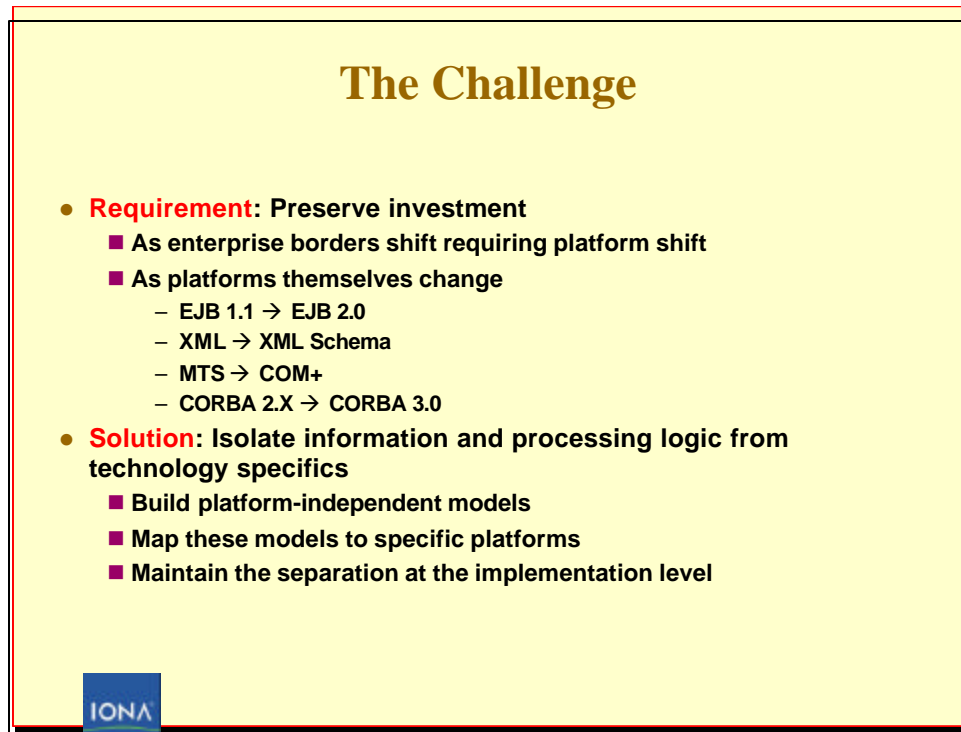 The Challenge
● Requirement: Preserve investment
■ As enterprise borders shift requiring platform shift
■ As platforms themselves change
– EJB 1.1 → EJB 2.0
– XML → XML Schema
– MTS → COM+
– CORBA 2.X → CORBA 3.0
● Solution: Isolate information and processing logic from
technology specifics
■ Build platform-independent models
■ Map these models to specific platforms
■ Maintain the separation at the implementation level
IONA